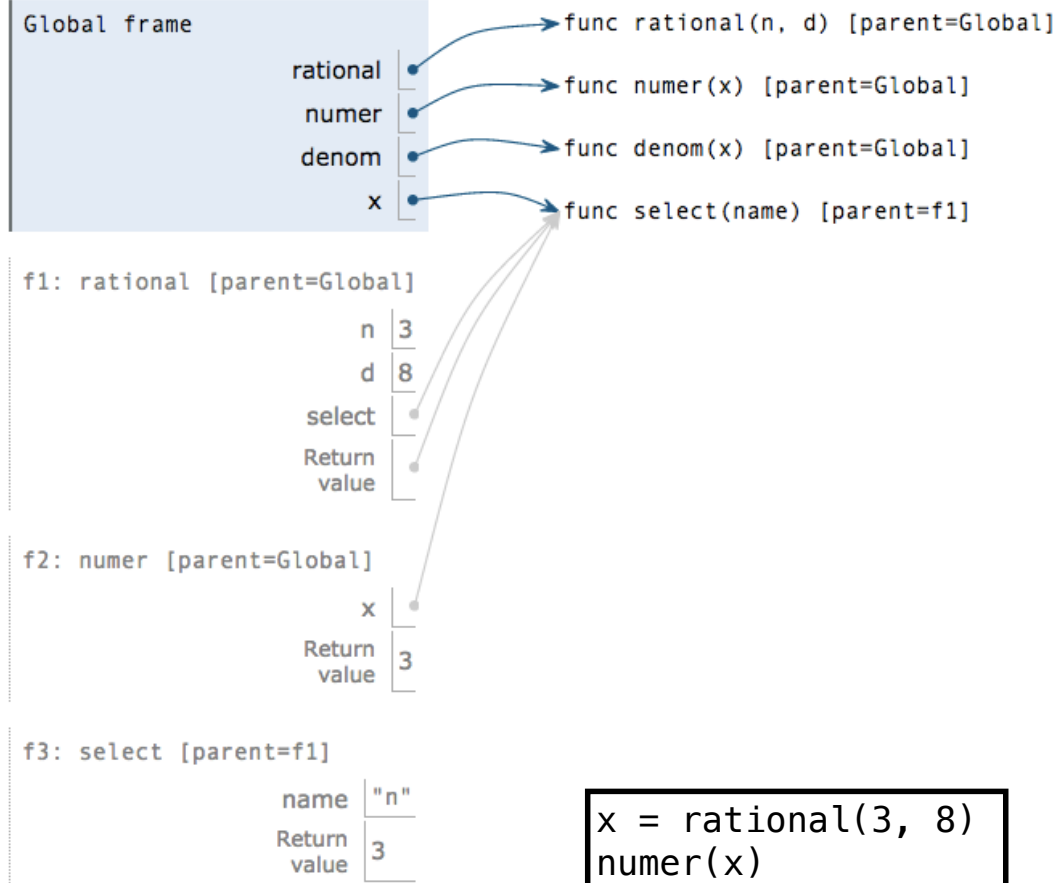 Global frame
func rational(n, d) [parent=Global]
rational
func numer(x) [parent=Global]
numer
func denom(x) [parent=Global]
denom
x
func select(name) [parent=f1]
f1: rational [parent=Global]
n 3
d 8
select
Return
value
f2: numer [parent=Global]
x
Return
value 3
f3: select [parent=f1]
name "n"
Return
value 3
x = rational(3, 8)
numer(x)